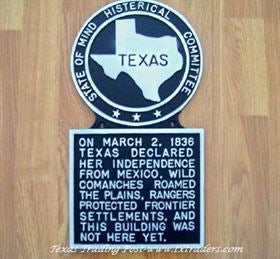 STATE OF MIND HISTERICAL COMMITTEE
TEXAS
ON MARCH 2, 1836
TEXAS DECLARED
HER INDEPENDENCE
FROM MEXICO, WILD
COMANCHES ROAMED
THE PLAINS, RANGERS
PROTECTED FRONTIER
SETTLEMENTS, AND
THIS BUILDING WAS
NOT HERE YET.
Texas Trading Post-www.txtraders.com